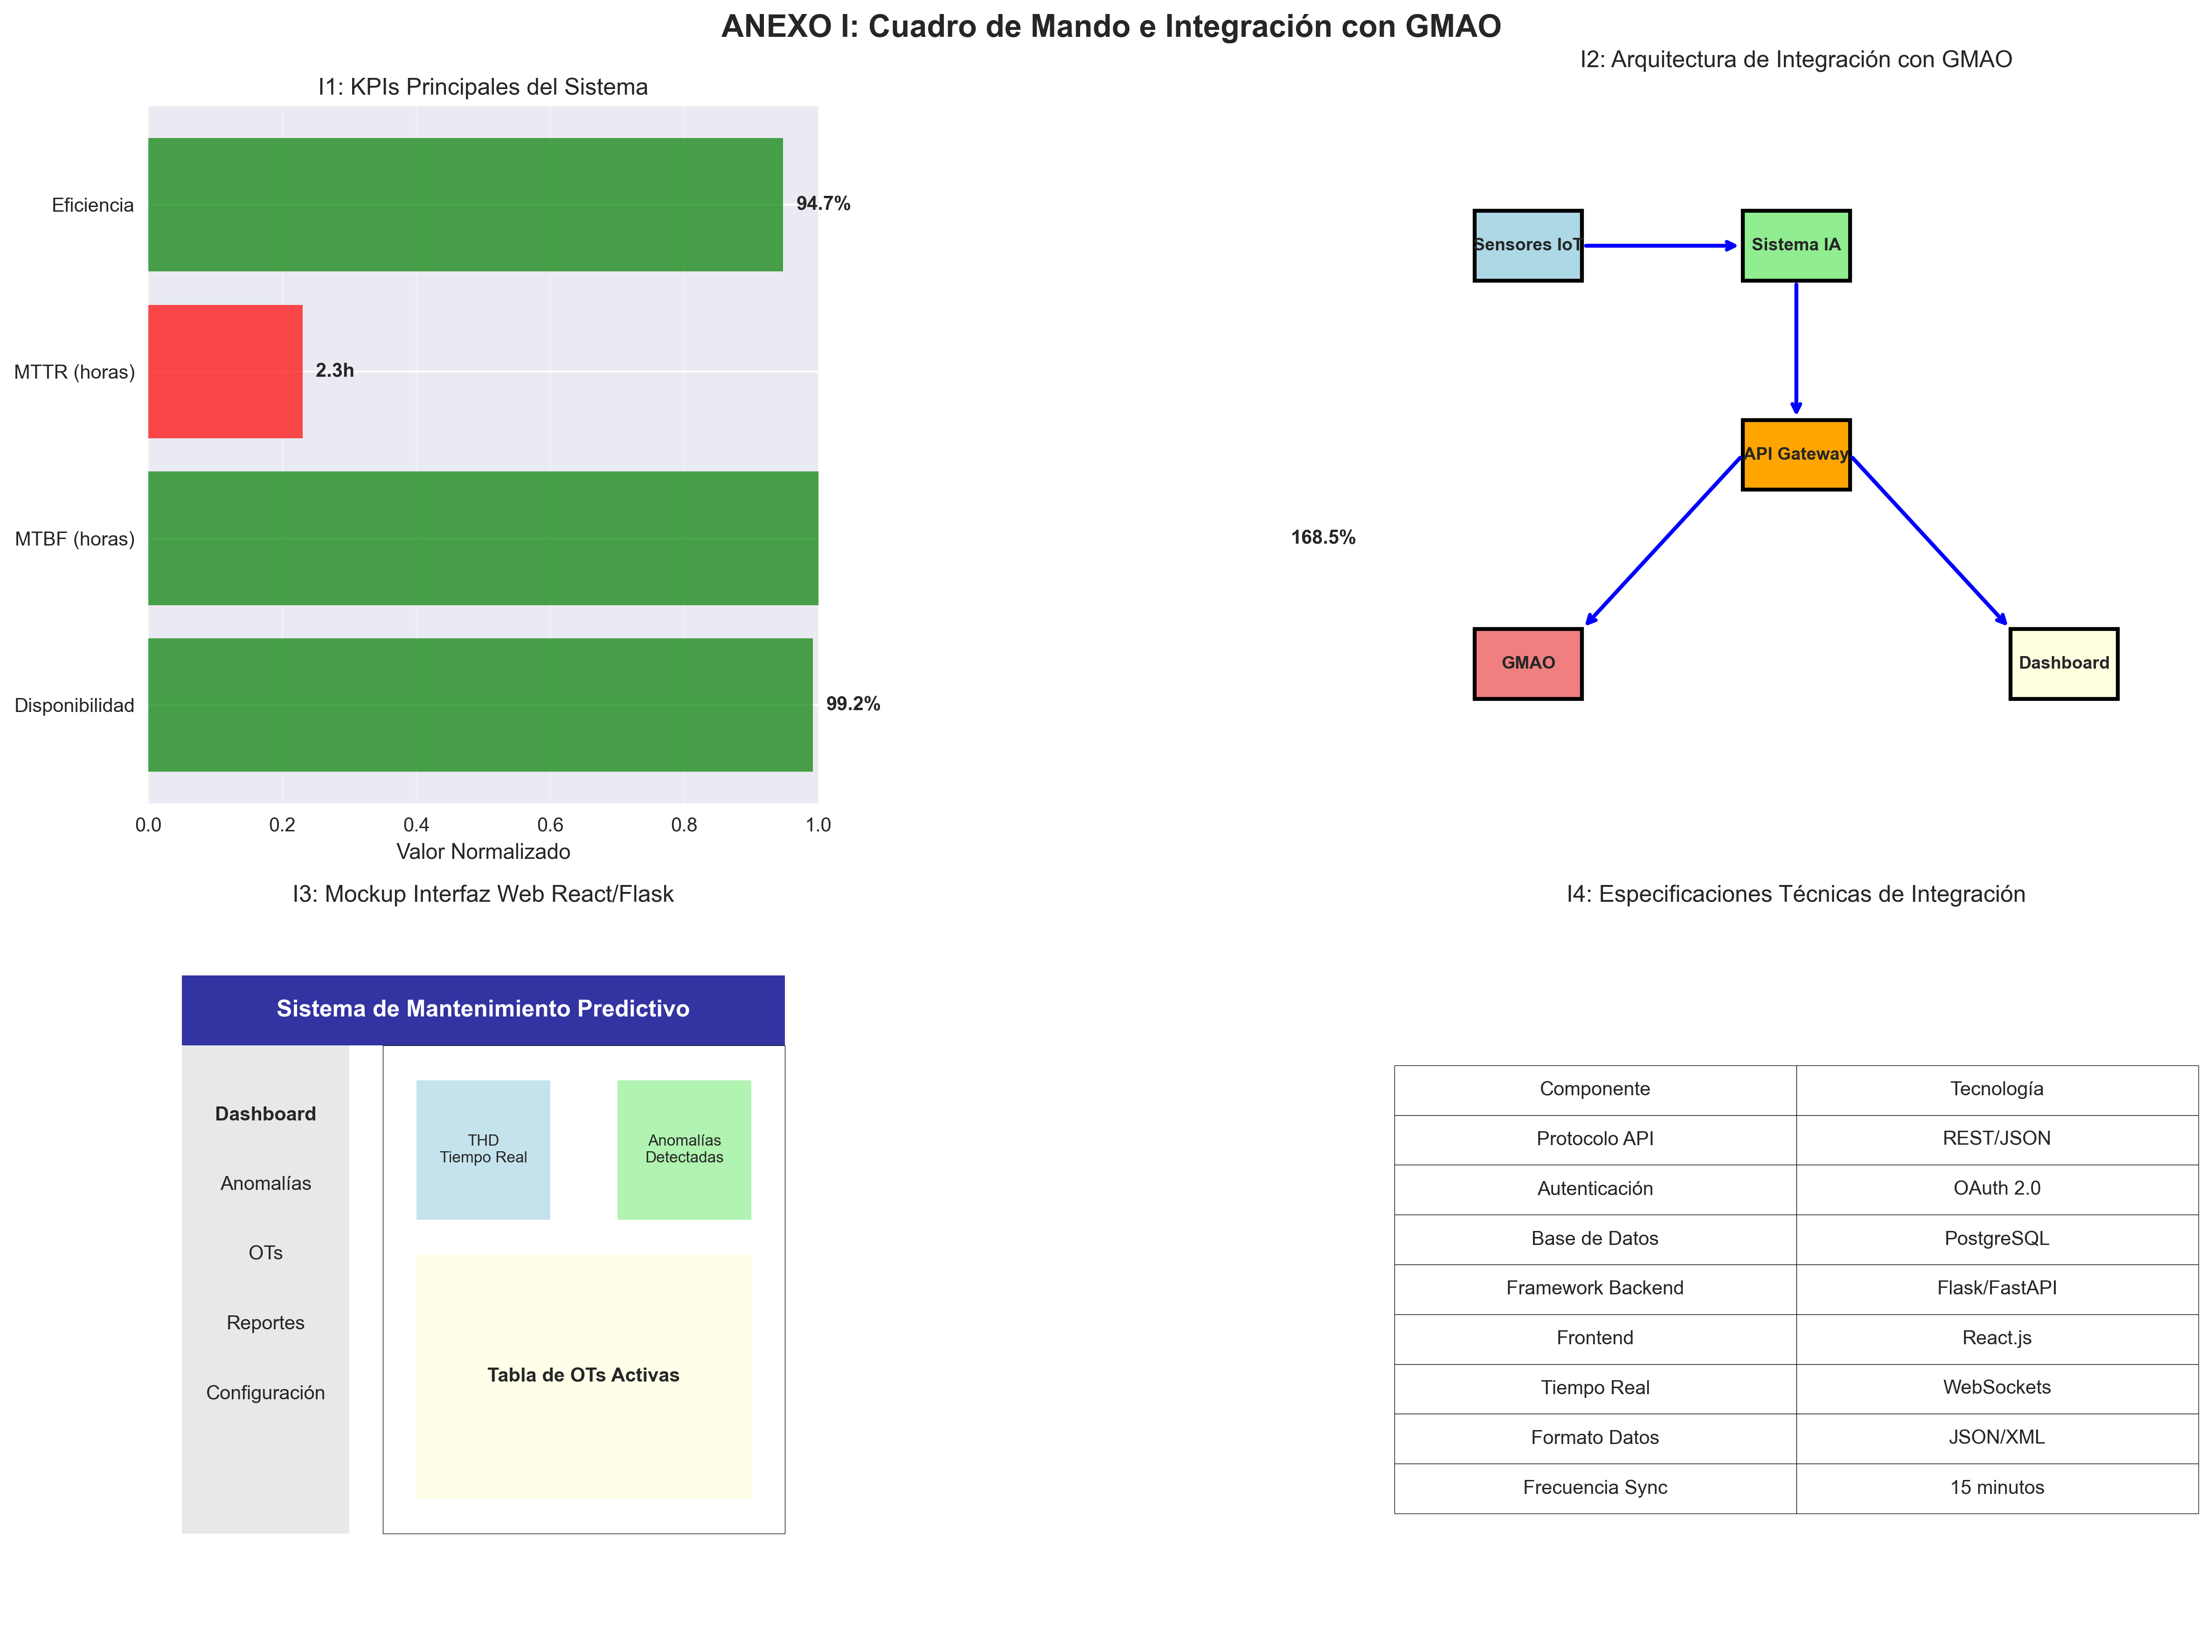 ANEXO I: Cuadro de Mando e Integración con GMAO
I1: KPIs Principales del Sistema
Eficiencia
94.7%
MTTR (horas)
2.3h
MTBF (horas)
168.5%
Disponibilidad
99.2%
0.0 0.2 0.4 0.6 0.8 1.0
Valor Normalizado
I2: Arquitectura de Integración con GMAO
Sensores IoT
Sistema IA
API Gateway
GMAO
Dashboard
I3: Mockup Interfaz Web React/Flask
Sistema de Mantenimiento Predictivo
Dashboard
Anomalías
OTs
Reportes
Configuración
THD
Tiempo Real
Anomalías
Detectadas
Tabla de OTs Activas
I4: Especificaciones Técnicas de Integración
Componente Tecnología
Protocolo API REST/JSON
Autenticación OAuth 2.0
Base de Datos PostgreSQL
Framework Backend Flask/FastAPI
Frontend React.js
Tiempo Real WebSockets
Formato Datos JSON/XML
Frecuencia Sync 15 minutos